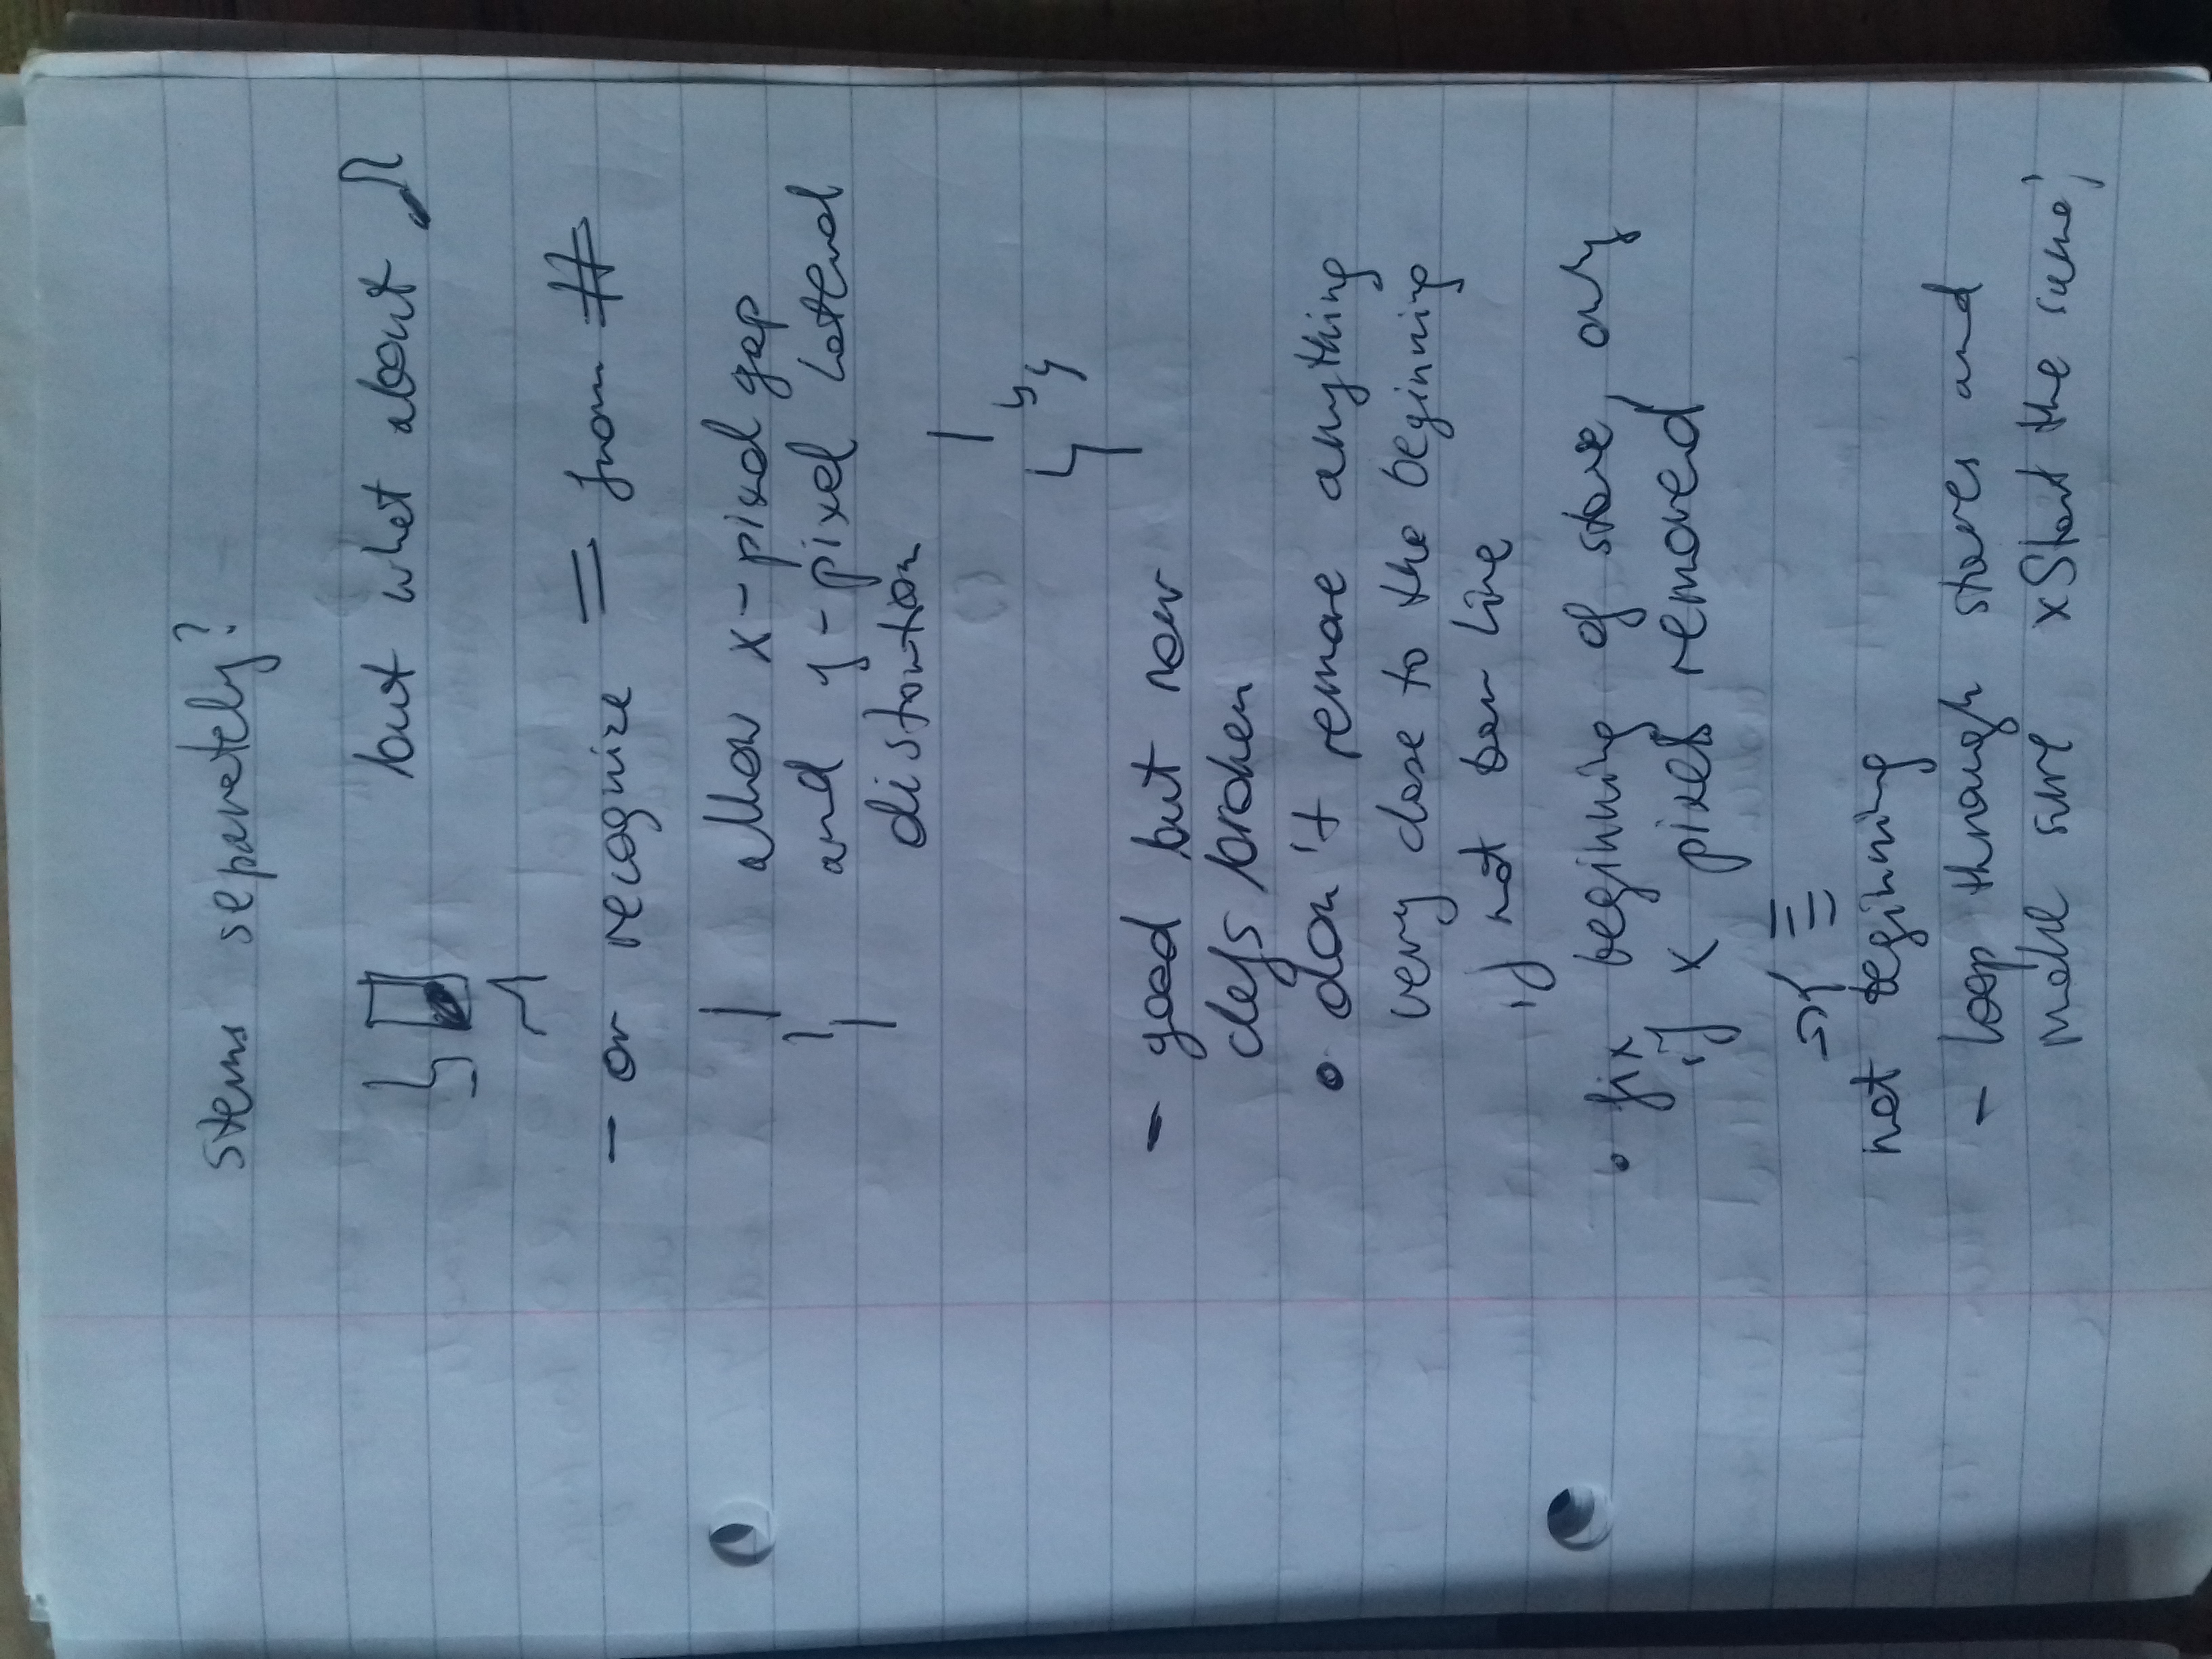 stems separately?
but what about
- or recognize = from #
allow x-pixel gap
and y-pixel lateral
distortion
- good but now
clefs broken
• don't remove anything
very close to the beginning
if not bar line
• fix beginning of stave, only
if x pixels removed
not beginning
- loop through staves and
make sure xStart the same;